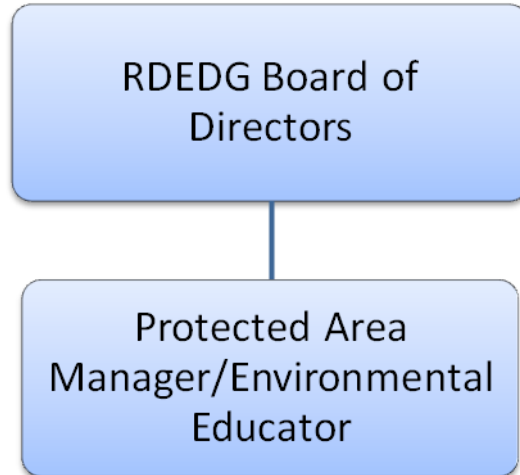 RDEDG Board of
Directors
Protected Area
Manager/Environmental
Educator